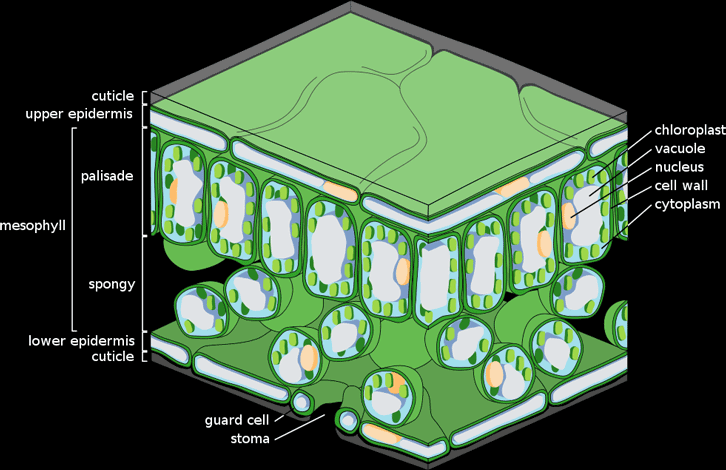 cuticle
upper epidermis
palisade
mesophyll
spongy
lower epidermis
cuticle
guard cell
stoma
chloroplast
vacuole
nucleus
cell wall
cytoplasm